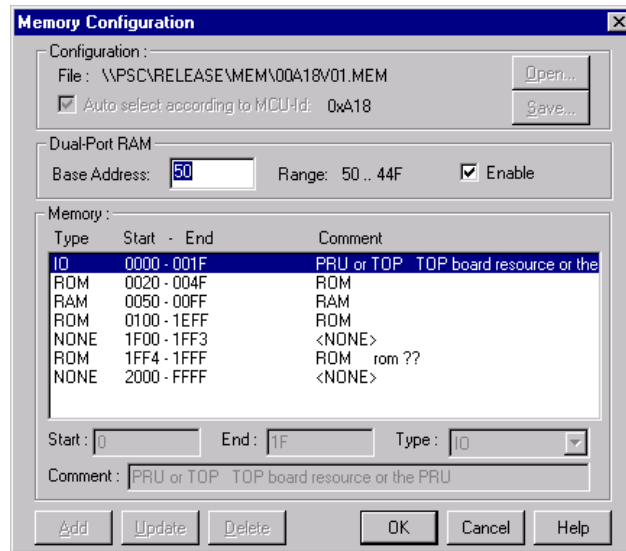 Memory Configuration
Configuration :
File : \\PSC\RELEASE\MEM\00A18V01.MEM
Open...
Auto select according to MCU-Id: 0xA18
Save...
Dual-Port RAM
Base Address: 50 Range: 50 .. 44F Enable
Memory :
Type Start - End Comment
IO 0000 - 001F PRU or TOP TOP board resource or the
ROM 0020 - 004F ROM
RAM 0050 - 00FF RAM
ROM 0100 - 1EFF ROM
NONE 1F00 - 1FF3 <NONE>
ROM 1FF4 - 1FFF ROM rom ??
NONE 2000 - FFFF <NONE>
Start : 0 End : 1F Type : IO
Comment : PRU or TOP TOP board resource or the PRU
Add Update Delete OK Cancel Help